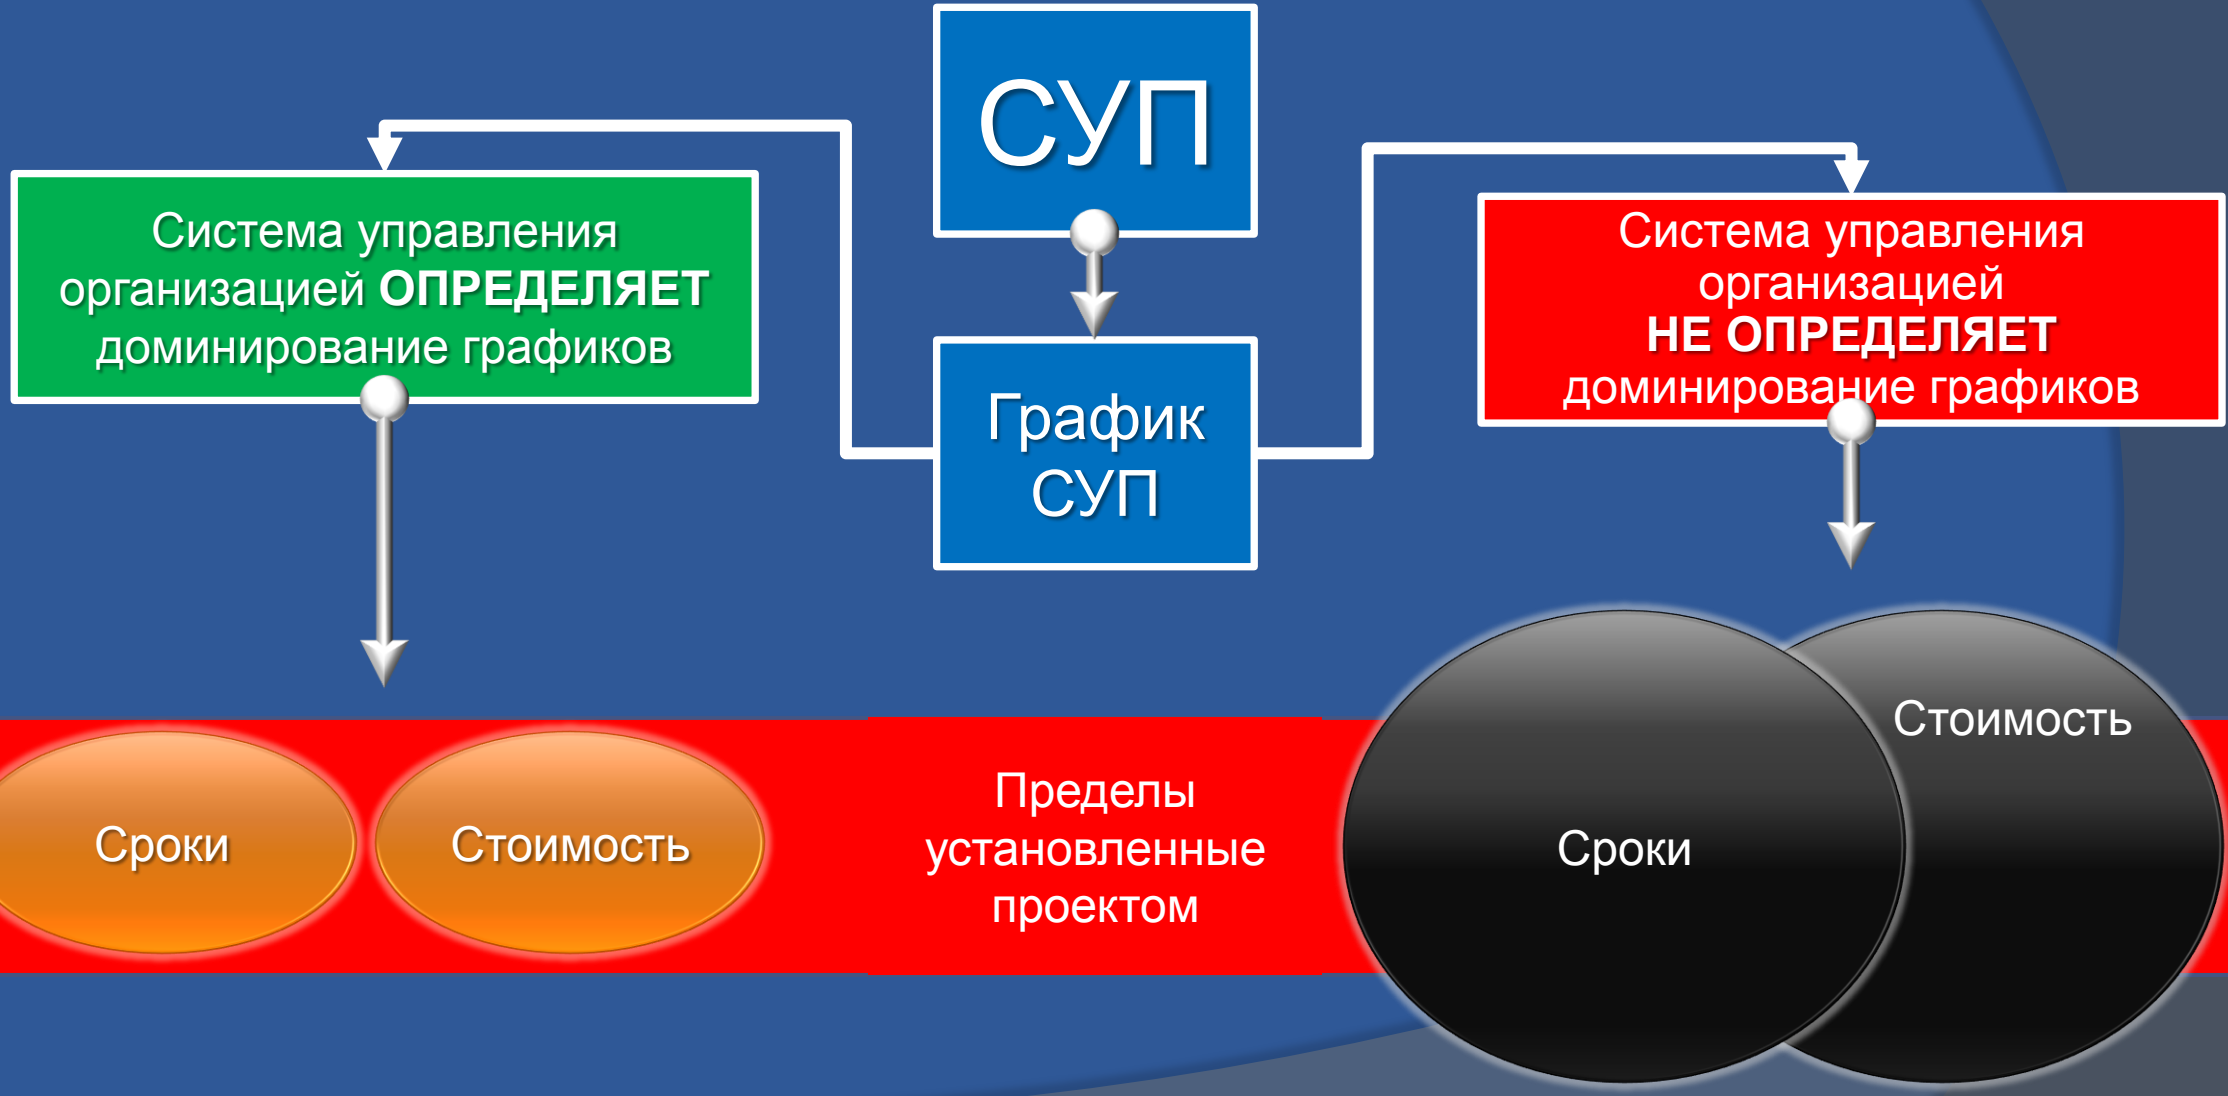 СУП
Система управления
организацией ОПРЕДЕЛЯЕТ
доминирование графиков
Система управления
организацией
НЕ ОПРЕДЕЛЯЕТ
доминирование графиков
График
СУП
Сроки
Стоимость
Пределы
установленные
проектом
Сроки
Стоимость